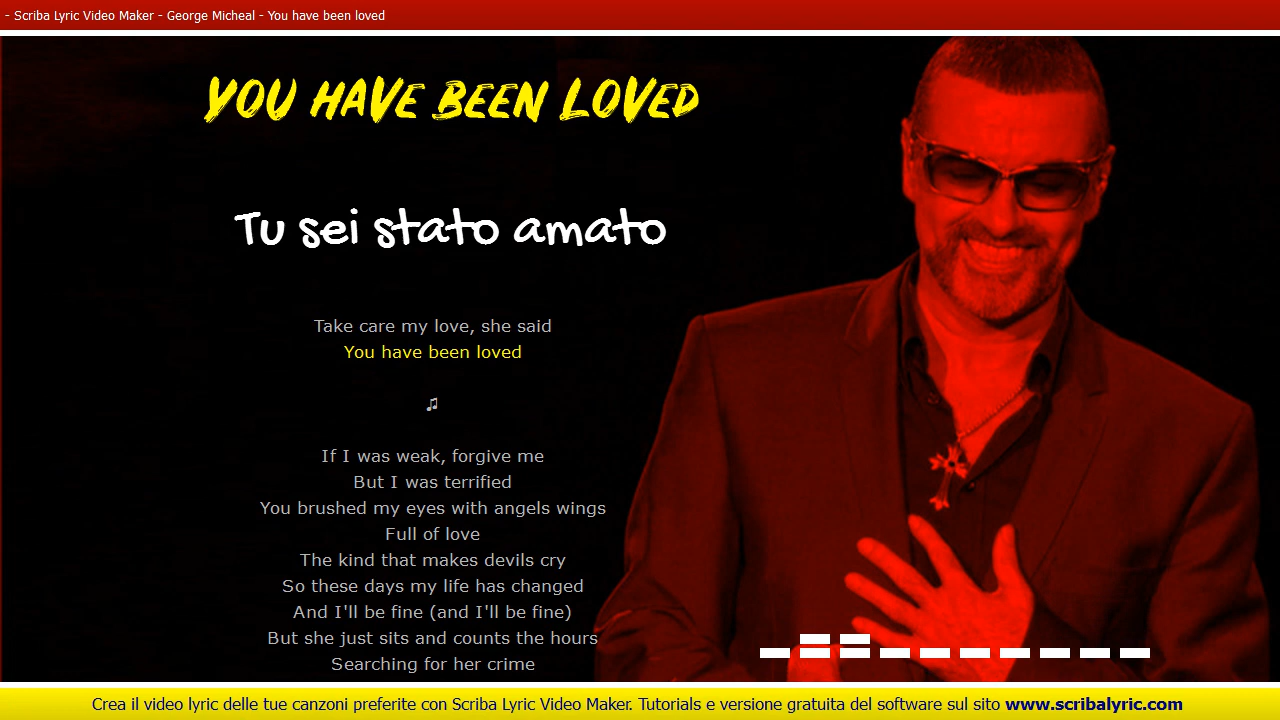 - Scriba Lyric Video Maker - George Micheal - You have been loved
YOU HAVE BEEN LOVED
Tu sei stato amato
Take care my love, she said
You have been loved
♫
If I was weak, forgive me
But I was terrified
You brushed my eyes with angels wings
Full of love
The kind that makes devils cry
So these days my life has changed
And I'll be fine (and I'll be fine)
But she just sits and counts the hours
Searching for her crime
Crea il video lyric delle tue canzoni preferite con Scriba Lyric Video Maker. Tutorials e versione gratuita del software sul sito www.scribalyric.com